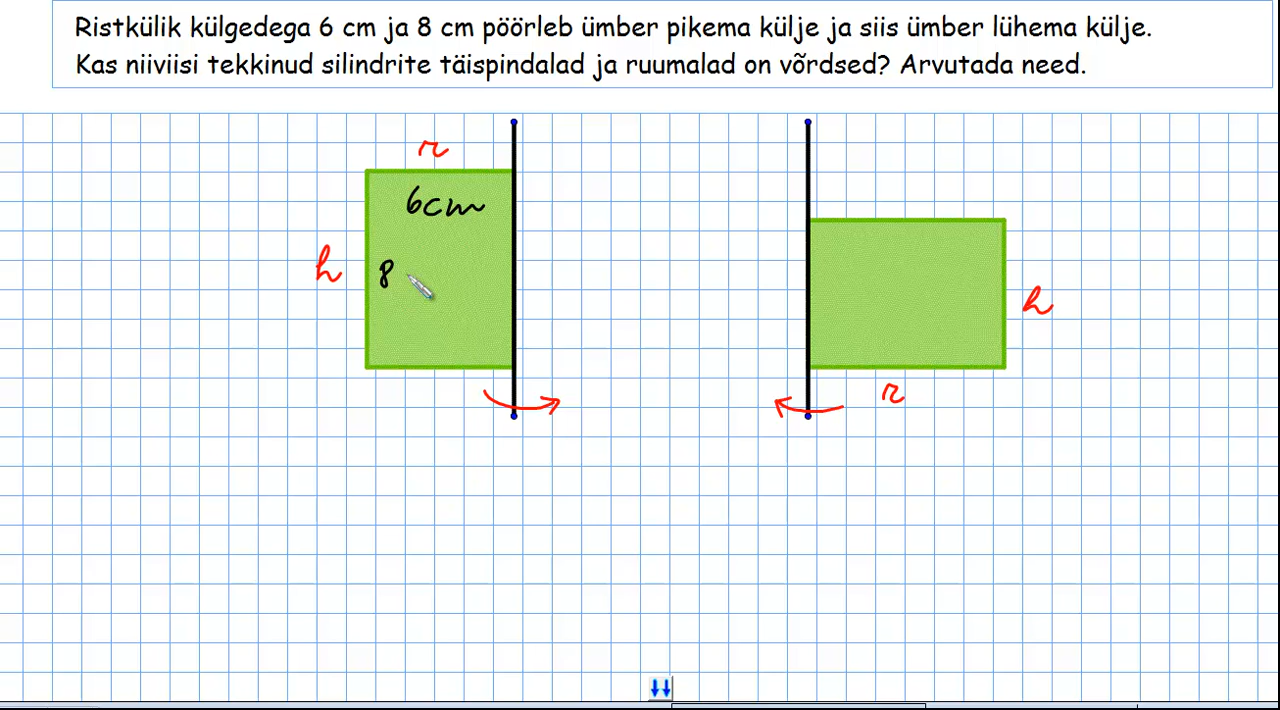 Ristkülik külgedega 6 cm ja 8 cm pöörleb ümber pikema külje ja siis ümber lühema külje.
Kas niiviisi tekkinud silindrite täispindalad ja ruumalad on võrdsed? Arvutada need.
r
6cm
h
8
h
r